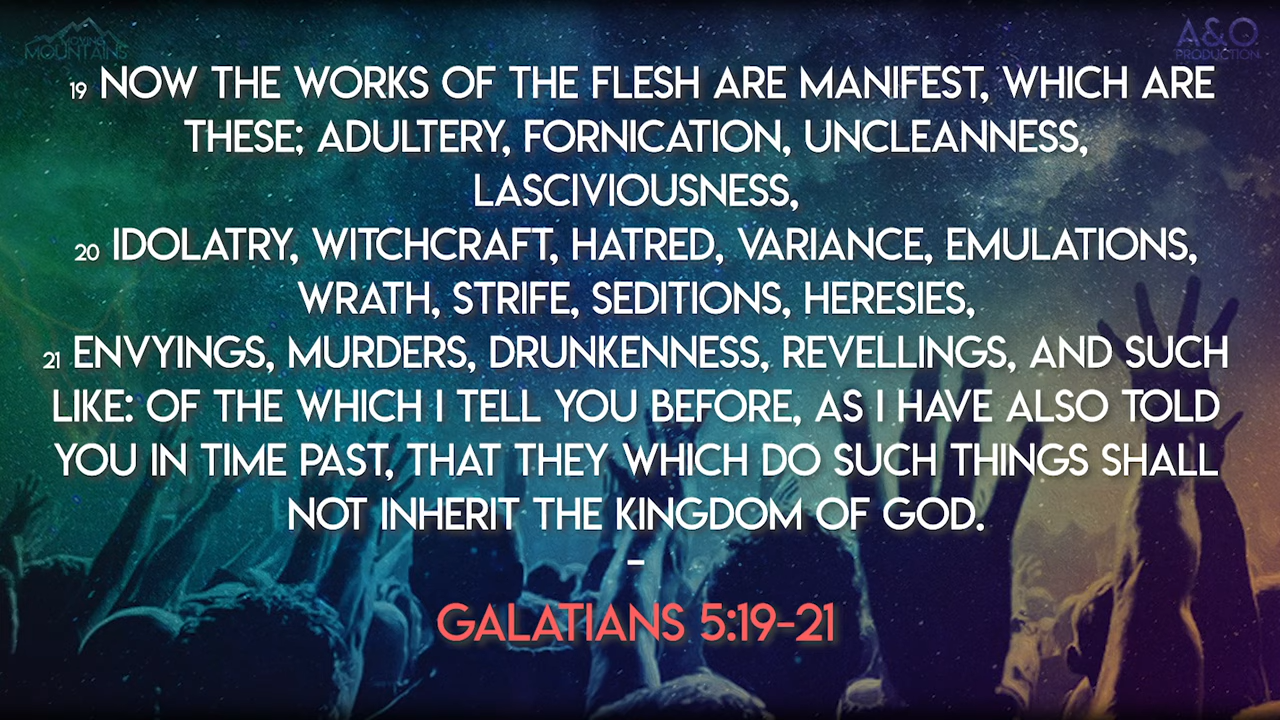 MOVING
MOUNTAINS
A&O
PRODUCTION
19 NOW THE WORKS OF THE FLESH ARE MANIFEST, WHICH ARE
THESE; ADULTERY, FORNICATION, UNCLEANNESS,
LASCIVIOUSNESS,
20 IDOLATRY, WITCHCRAFT, HATRED, VARIANCE, EMULATIONS,
WRATH, STRIFE, SEDITIONS, HERESIES,
21 ENVYINGS, MURDERS, DRUNKENNESS, REVELLINGS, AND SUCH
LIKE: OF THE WHICH I TELL YOU BEFORE, AS I HAVE ALSO TOLD
YOU IN TIME PAST, THAT THEY WHICH DO SUCH THINGS SHALL
NOT INHERIT THE KINGDOM OF GOD.
-
GALATIANS 5:19-21